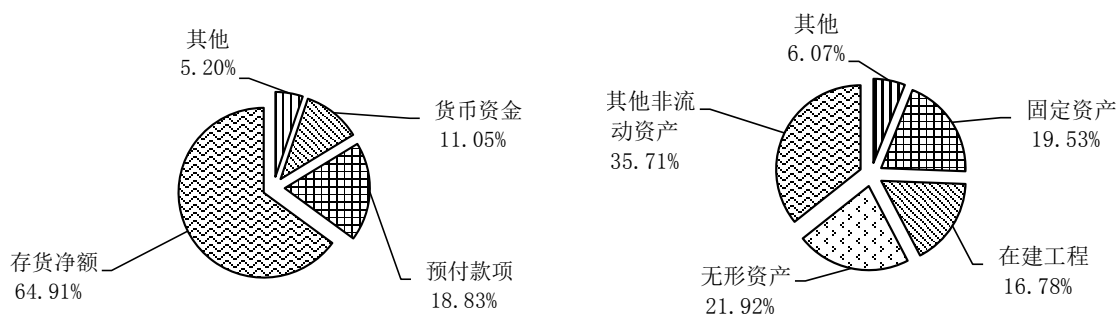 其他
5.20%
货币资金
11.05%
预付款项
18.83%
存货净额
64.91%
其他
6.07%
固定资产
19.53%
在建工程
16.78%
无形资产
21.92%
其他非流
动资产
35.71%